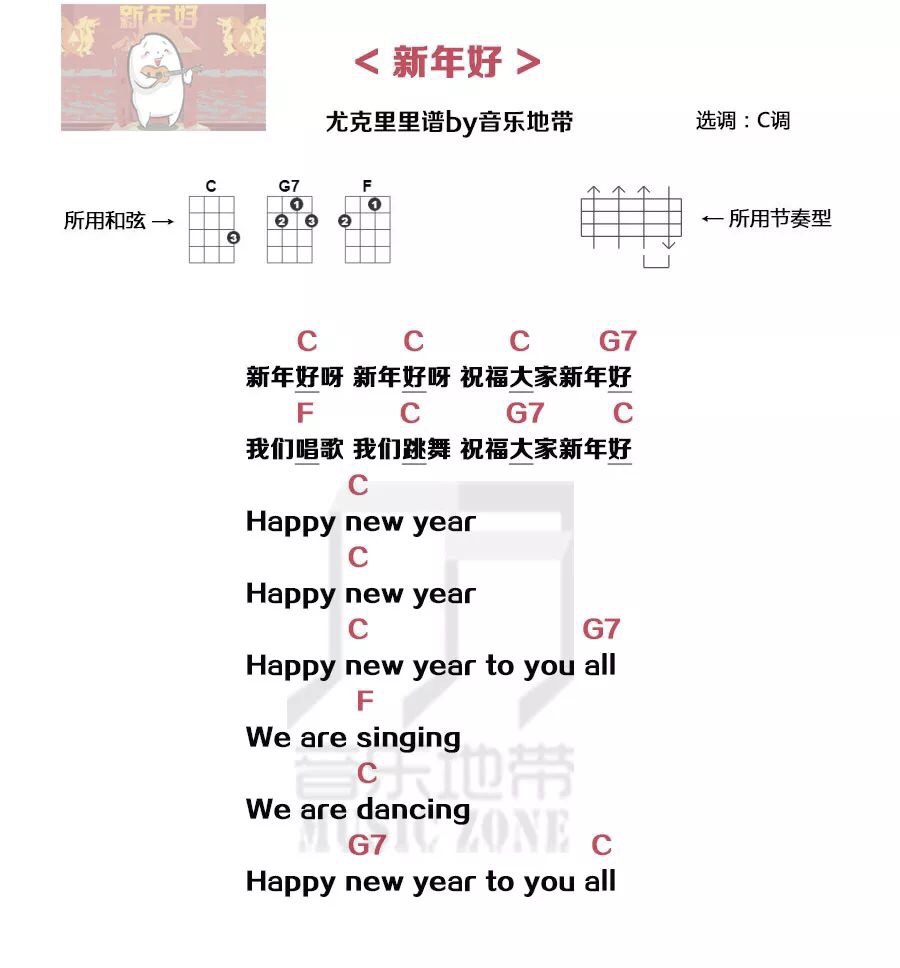 新年好
< 新年好 >
尤克里里谱by音乐地带
选调：C调
C G7 F
所用和弦→
3 1 2 3 1 2
←所用节奏型
C C C G7
新年好呀 新年好呀 祝福大家新年好
F C G7 C
我们唱歌 我们跳舞 祝福大家新年好
C
Happy new year
C
Happy new year
C G7
Happy new year to you all
F
We are singing
音乐地带
C
We are dancing
MUSIC ZONE
G7 C
Happy new year to you all